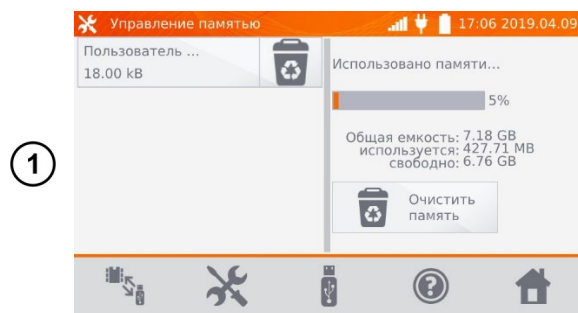 Управление памятью
17:06 2019.04.09
Пользователь ...
18.00 kB
Использовано памяти...
5%
Общая емкость: 7.18 GB
используется: 427.71 MB
свободно: 6.76 GB
Очистить
память
1